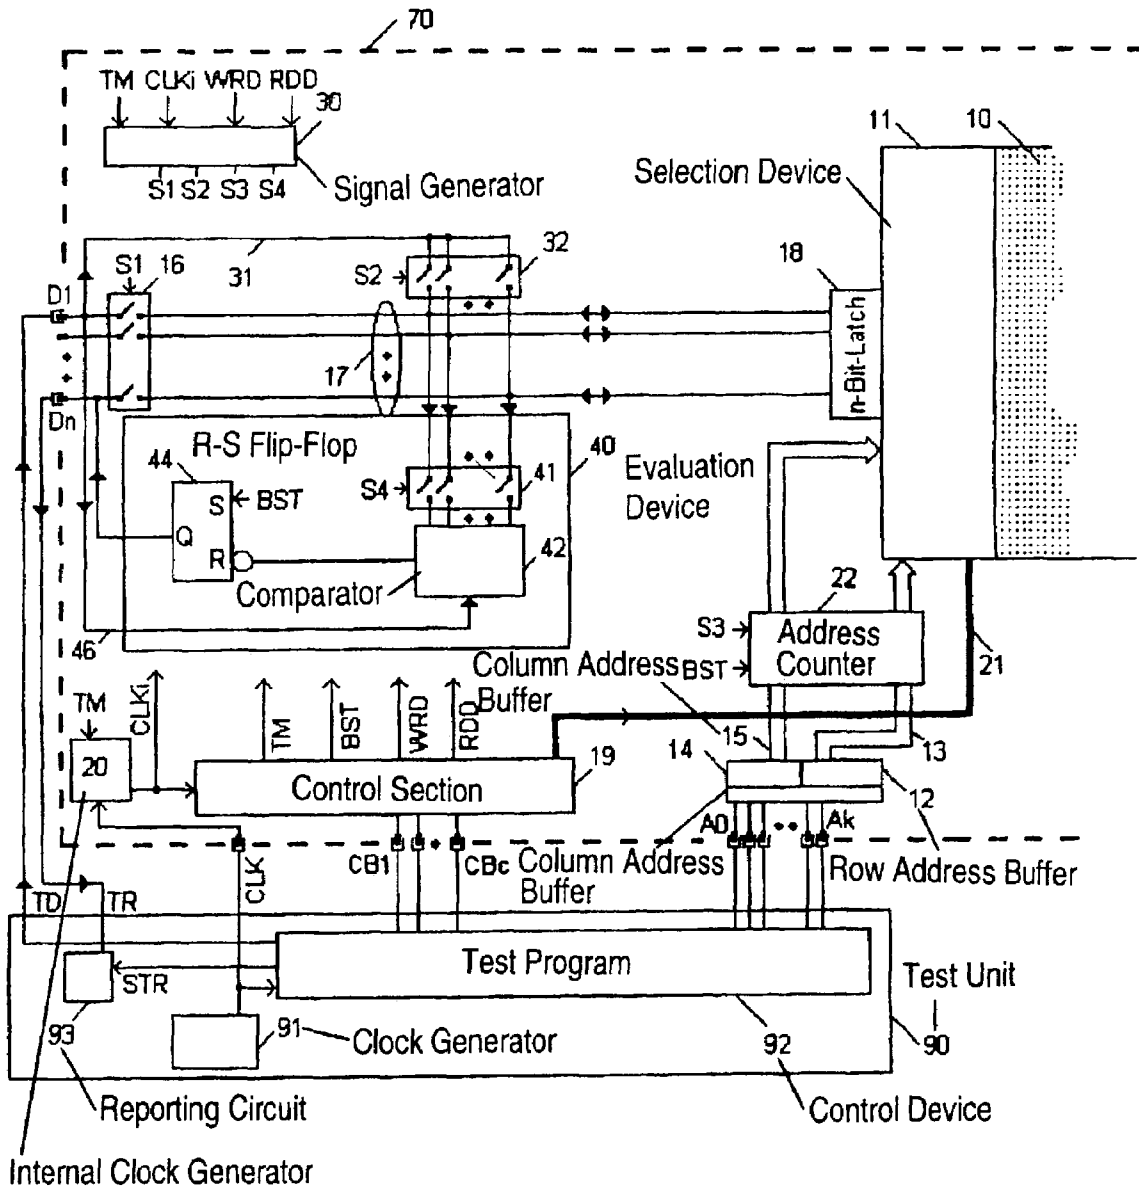 70
TM CLKi WRD RDD
30
S1 S2 S3 S4
Signal Generator
11
10
Selection Device
31
32
S2
S1
16
18
D1
Dn
17
n-Bit-Latch
R-S Flip-Flop
44
S
BST
Q
R
S4
41
40
42
Comparator
46
Evaluation
Device
22
S3
Address
Counter
BST
21
Column Address
Buffer
TM
CLKi
TM
BST
WRD
RDD
15
14
13
20
Control Section
19
12
A0
Ak
CLK
CB1
CBc
Column Address
Buffer
Row Address Buffer
TD
TR
STR
Test Program
Test Unit
93
91
Clock Generator
92
90
Reporting Circuit
Control Device
Internal Clock Generator